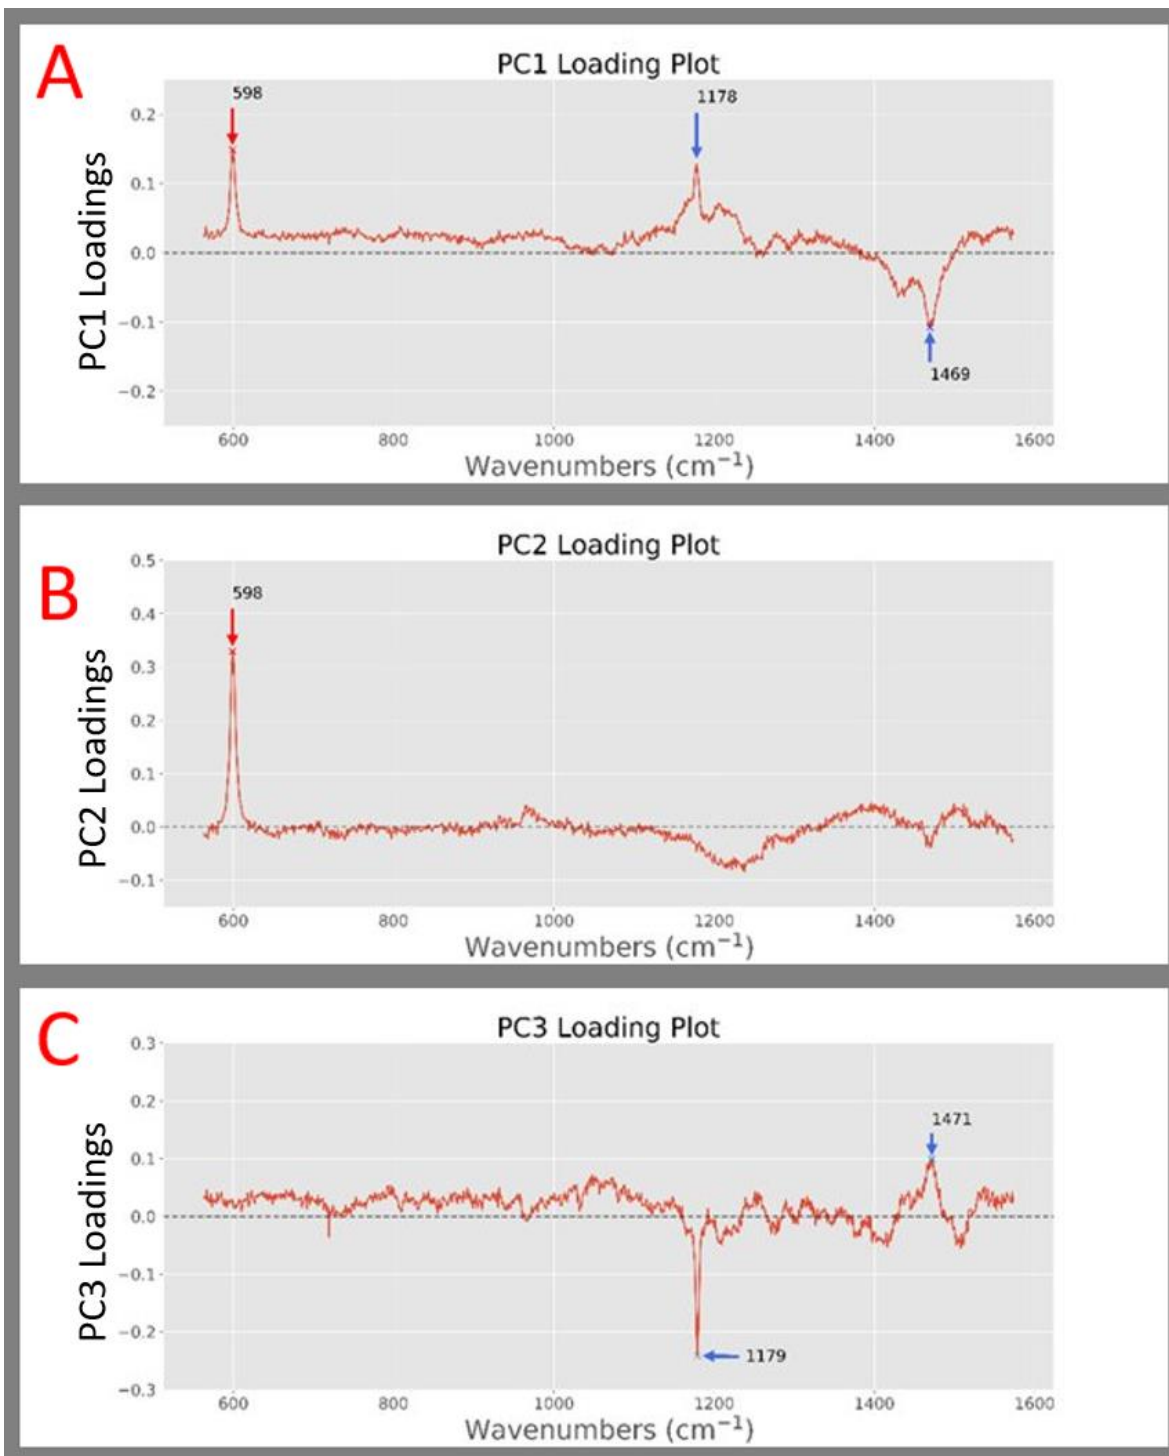 A
PC1 Loading Plot
598
1178
0.2
0.1
0.0
−0.1
−0.2
PC1 Loadings
1469
600 800 1000 1200 1400 1600
Wavenumbers (cm⁻¹)
B
PC2 Loading Plot
0.5
598
0.4
0.3
0.2
0.1
0.0
−0.1
PC2 Loadings
600 800 1000 1200 1400 1600
Wavenumbers (cm⁻¹)
C
PC3 Loading Plot
0.3
0.2
1471
0.1
0.0
−0.1
−0.2
−0.3
PC3 Loadings
1179
600 800 1000 1200 1400 1600
Wavenumbers (cm⁻¹)